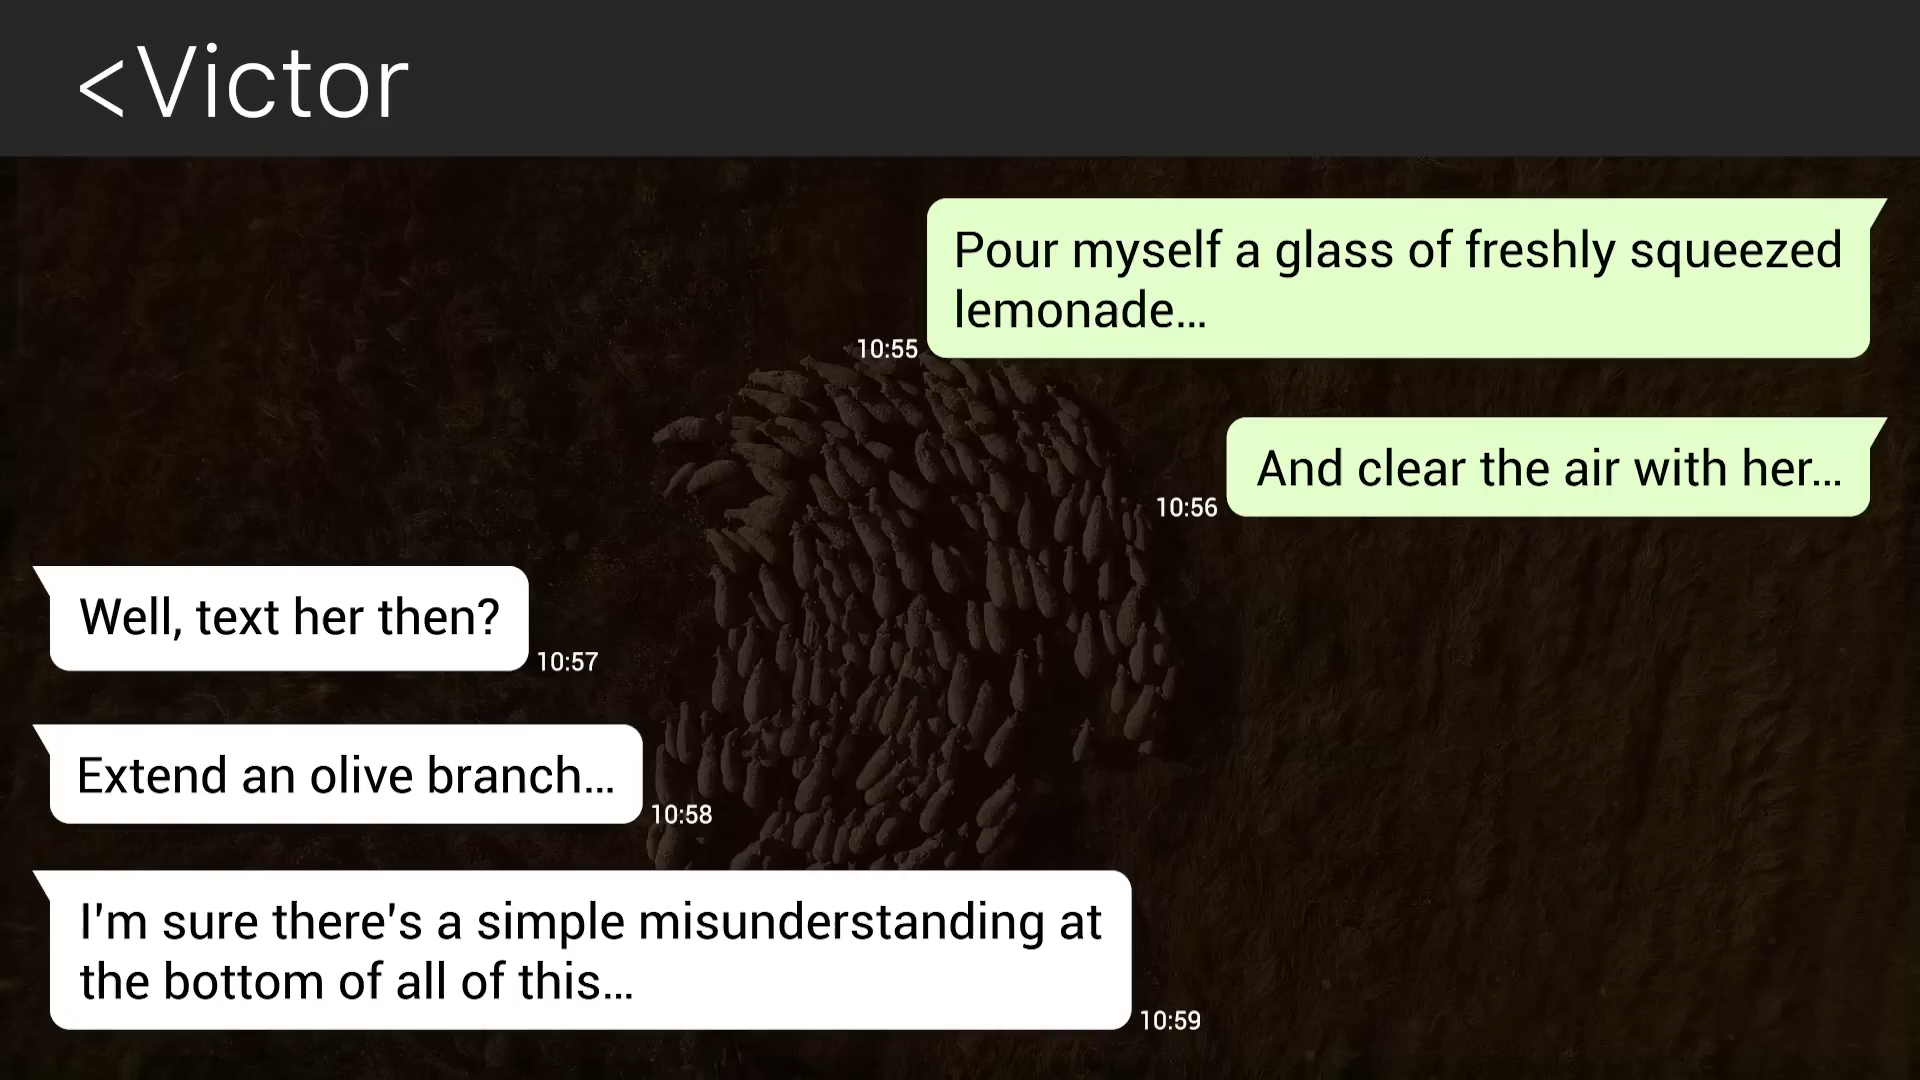 <Victor
Pour myself a glass of freshly squeezed
lemonade...
10:55
And clear the air with her...
10:56
Well, text her then?
10:57
Extend an olive branch...
10:58
I'm sure there's a simple misunderstanding at
the bottom of all of this...
10:59